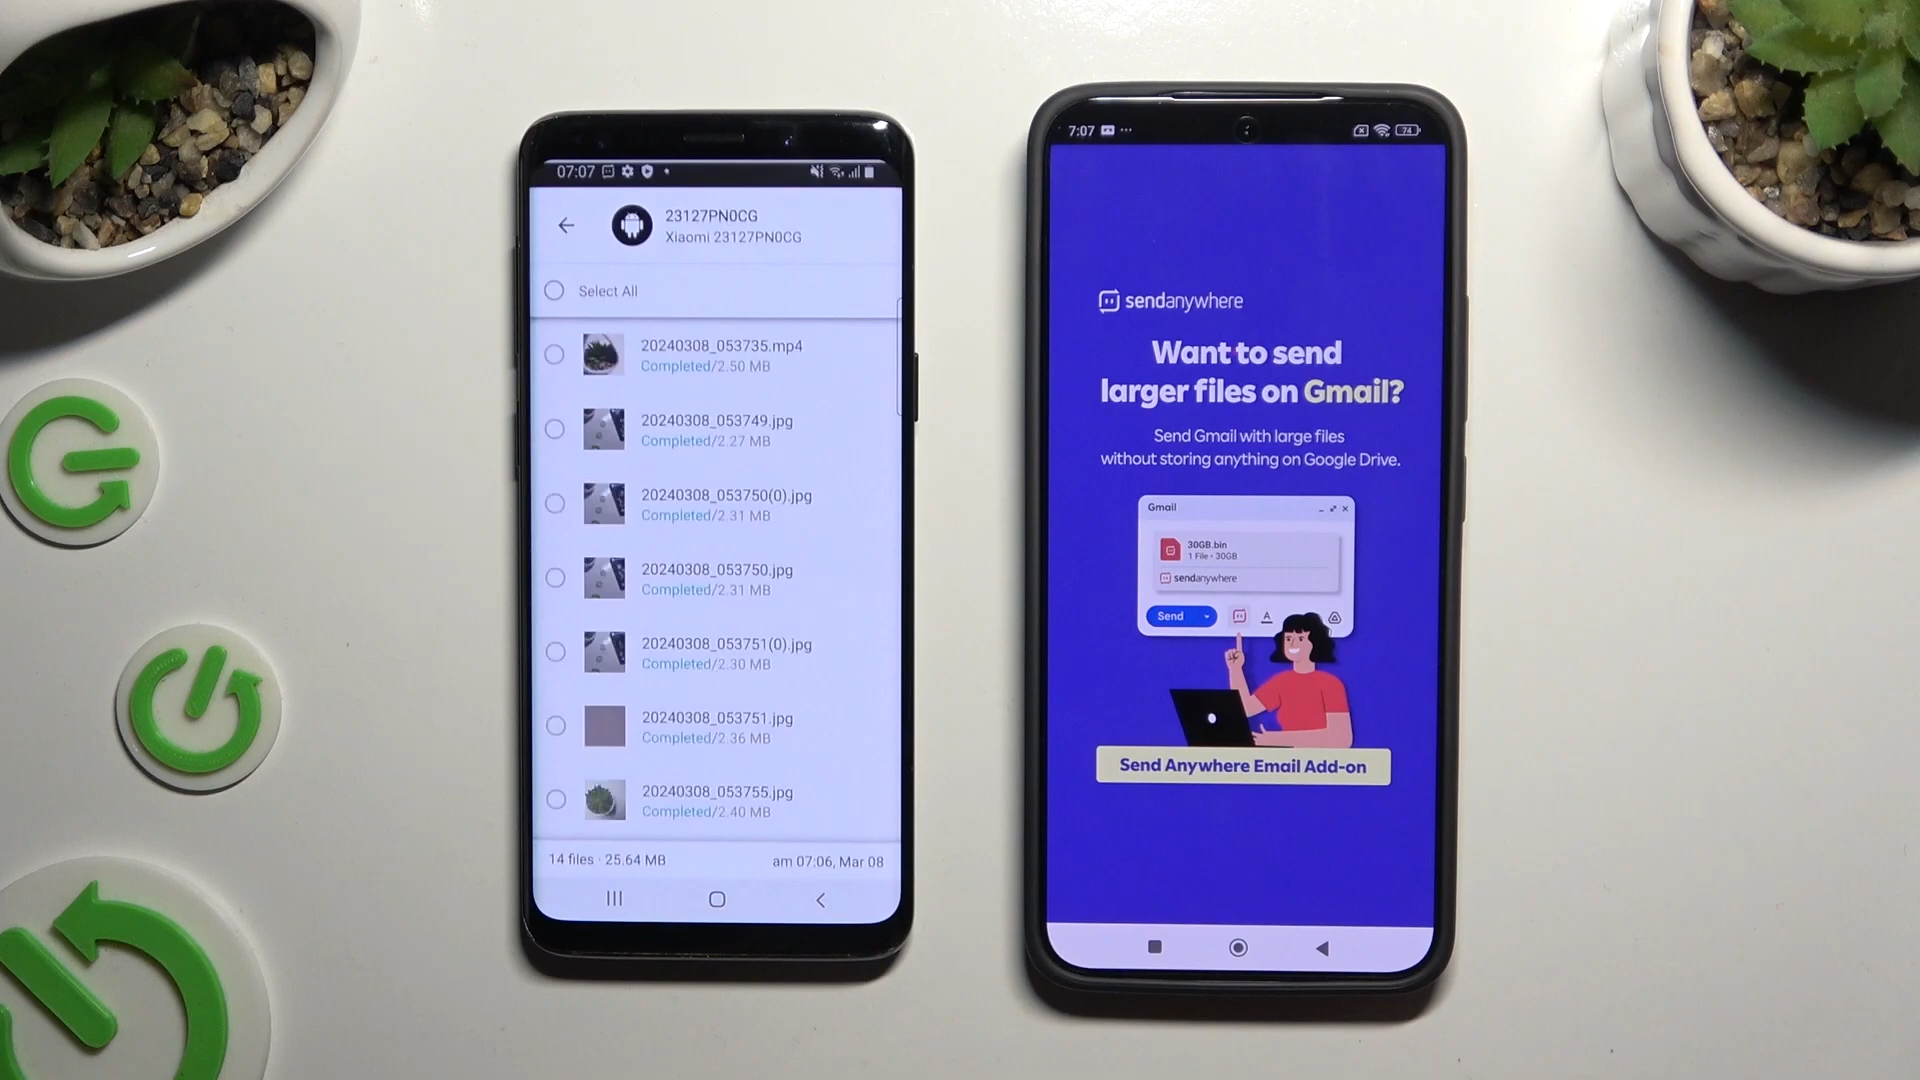 07:07
23127PN0CG
Xiaomi 23127PN0CG
Select All
20240308_053735.mp4
Completed/2.50 MB
20240308_053749.jpg
Completed/2.27 MB
20240308_053750(0).jpg
Completed/2.31 MB
20240308_053750.jpg
Completed/2.31 MB
20240308_053751(0).jpg
Completed/2.30 MB
20240308_053751.jpg
Completed/2.36 MB
20240308_053755.jpg
Completed/2.40 MB
14 files · 25.64 MB
am 07:06, Mar 08
7:07
74
sendanywhere
Want to send
larger files on Gmail?
Send Gmail with large files
without storing anything on Google Drive.
Gmail
30GB.bin
1 File • 30GB
sendanywhere
Send
A
Send Anywhere Email Add-on